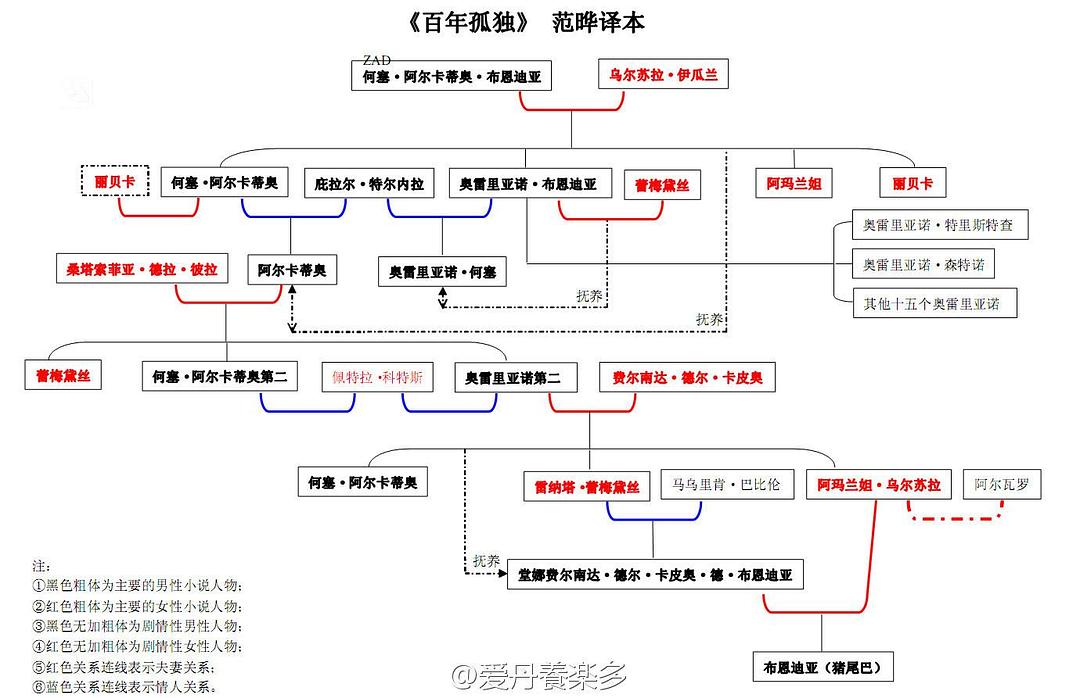 《百年孤独》 范晔译本
ZAD
何塞·阿尔卡蒂奥·布恩迪亚
乌尔苏拉·伊瓜兰
丽贝卡
何塞·阿尔卡蒂奥
庇拉尔·特尔内拉
奥雷里亚诺·布恩迪亚
蕾梅黛丝
阿玛兰妲
丽贝卡
奥雷里亚诺·特里斯特查
桑塔索菲亚·德拉·彼拉
阿尔卡蒂奥
奥雷里亚诺·何塞
奥雷里亚诺·森特诺
抚养
其他十五个奥雷里亚诺
抚养
蕾梅黛丝
何塞·阿尔卡蒂奥第二
佩特拉·科特斯
奥雷里亚诺第二
费尔南达·德尔·卡皮奥
何塞·阿尔卡蒂奥
雷纳塔·蕾梅黛丝
马乌里肯·巴比伦
阿玛兰妲·乌尔苏拉
阿尔瓦罗
抚养
堂娜费尔南达·德尔·卡皮奥·德·布恩迪亚
布恩迪亚（猪尾巴）
注：
①黑色粗体为主要的男性小说人物；
②红色粗体为主要的女性小说人物；
③黑色无加粗体为剧情性男性人物；
④红色无加粗体为剧情性女性人物；
⑤红色关系连线表示夫妻关系；
⑥蓝色关系连线表示情人关系。
@爱丹養楽多